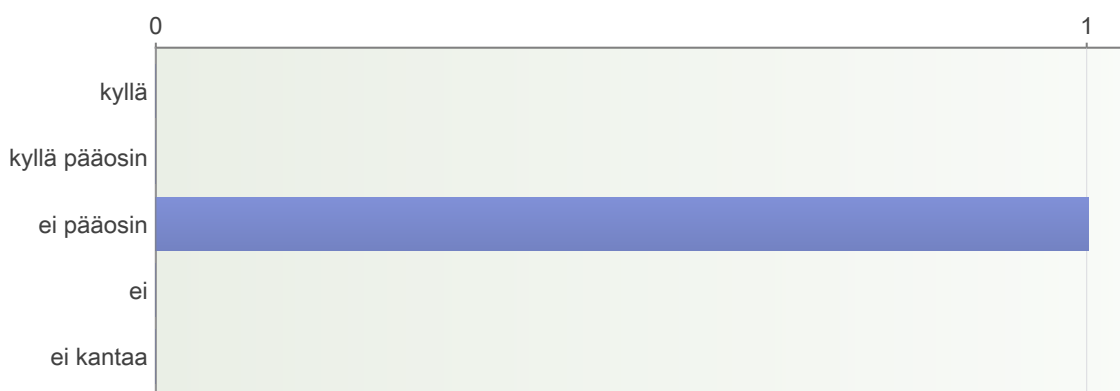 0 1
kyllä
kyllä pääosin
ei pääosin
ei
ei kantaa